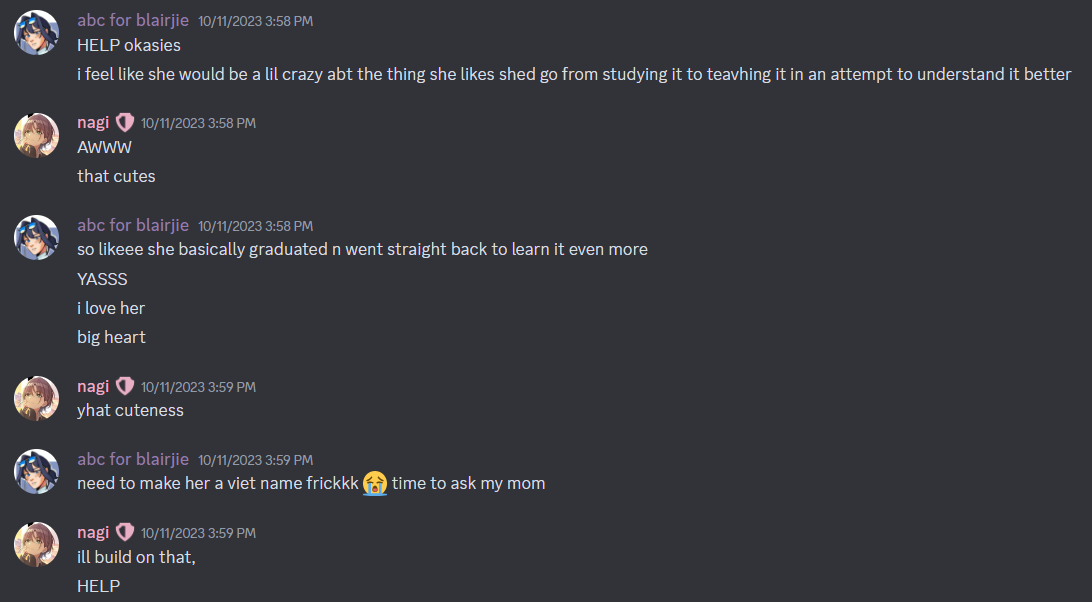 abc for blairjie 10/11/2023 3:58 PM
HELP okasies
i feel like she would be a lil crazy abt the thing she likes shed go from studying it to teavhing it in an attempt to understand it better
nagi 10/11/2023 3:58 PM
AWWW
that cutes
abc for blairjie 10/11/2023 3:58 PM
so likeee she basically graduated n went straight back to learn it even more
YASSS
i love her
big heart
nagi 10/11/2023 3:59 PM
yhat cuteness
abc for blairjie 10/11/2023 3:59 PM
need to make her a viet name frickkk 😭 time to ask my mom
nagi 10/11/2023 3:59 PM
ill build on that,
HELP